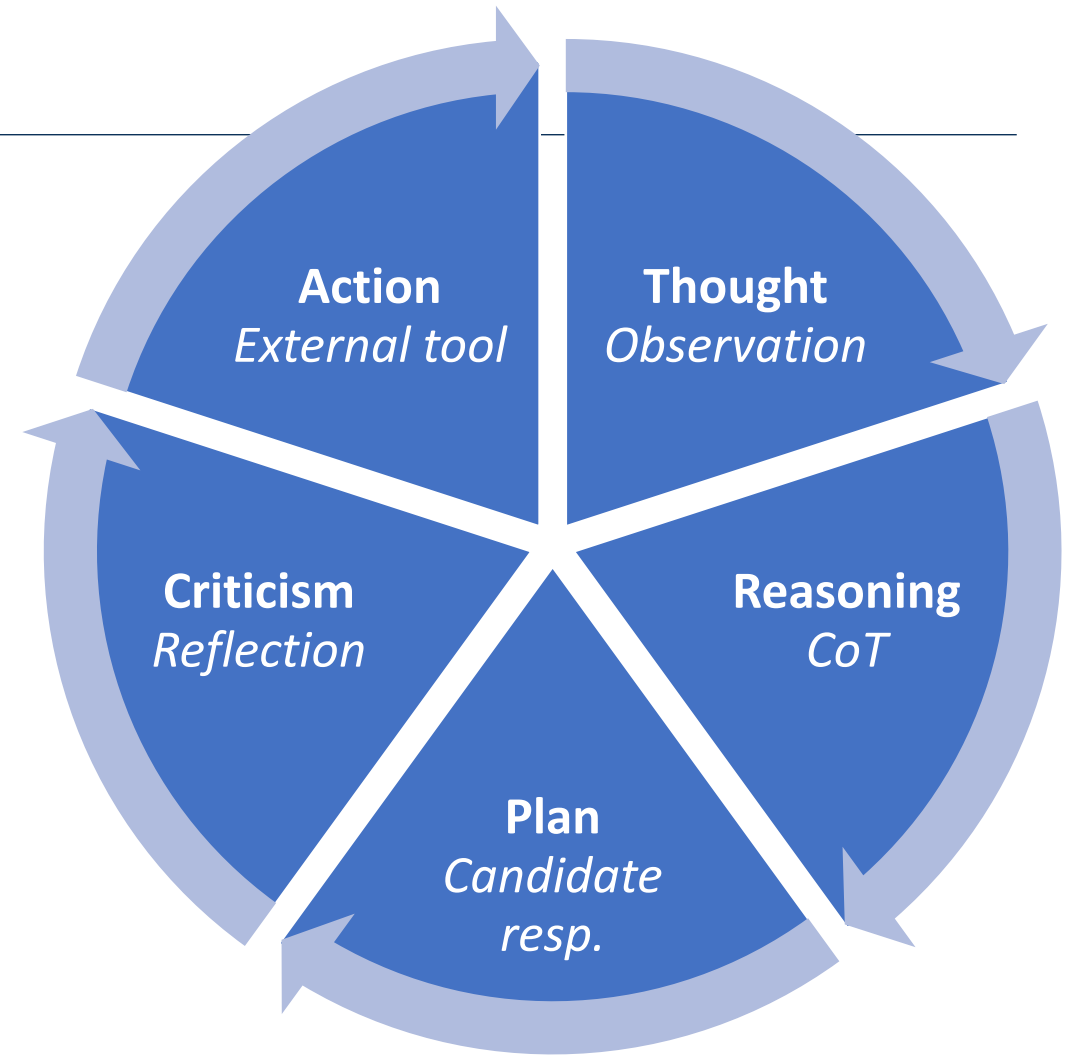 Action
External tool
Thought
Observation
Criticism
Reflection
Reasoning
CoT
Plan
Candidate
resp.